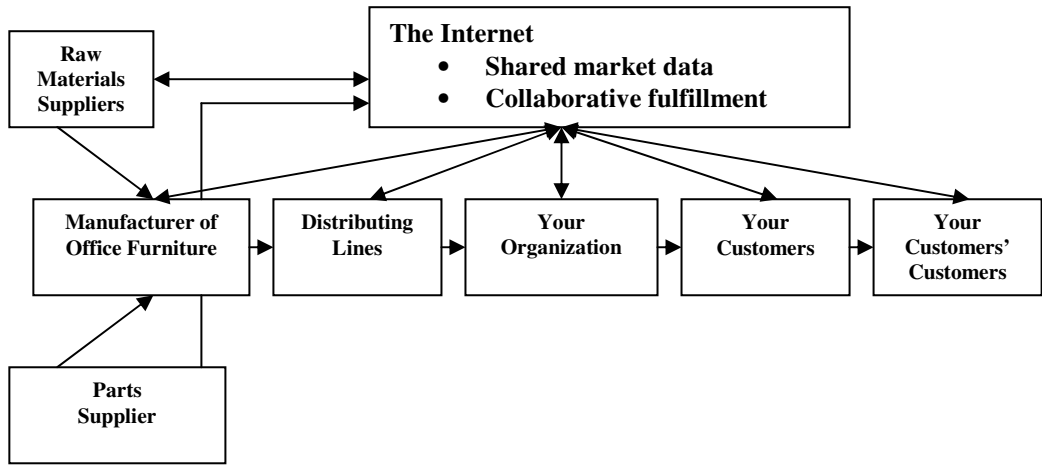 The Internet
• Shared market data
• Collaborative fulfillment
Raw
Materials
Suppliers
Manufacturer of
Office Furniture
Distributing
Lines
Your
Organization
Your
Customers
Your
Customers’
Customers
Parts
Supplier